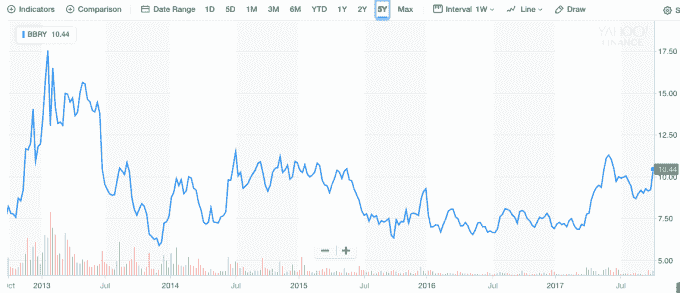 Indicators Comparison Date Range 1D 5D 1M 3M 6M YTD 1Y 2Y 5Y Max Interval 1W Line Draw S
BBRY 10.44
YAHOO!
FINANCE
17.50
15.00
12.50
10.44
10.00
7.50
5.00
Oct 2013 Jul 2014 Jul 2015 Jul 2016 Jul 2017 Jul